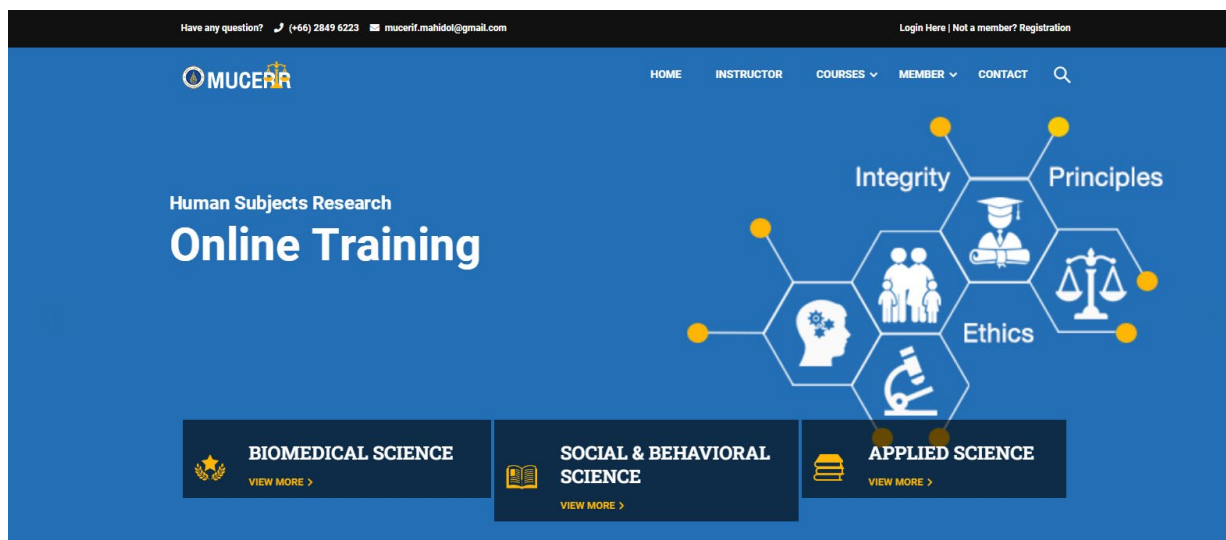 Have any question? (+66) 2849 6223 mucerif.mahidol@gmail.com
Login Here | Not a member? Registration
MUCERIF
HOME INSTRUCTOR COURSES MEMBER CONTACT
Integrity
Principles
Human Subjects Research
Online Training
Ethics
BIOMEDICAL SCIENCE
VIEW MORE >
SOCIAL & BEHAVIORAL
SCIENCE
VIEW MORE >
APPLIED SCIENCE
VIEW MORE >